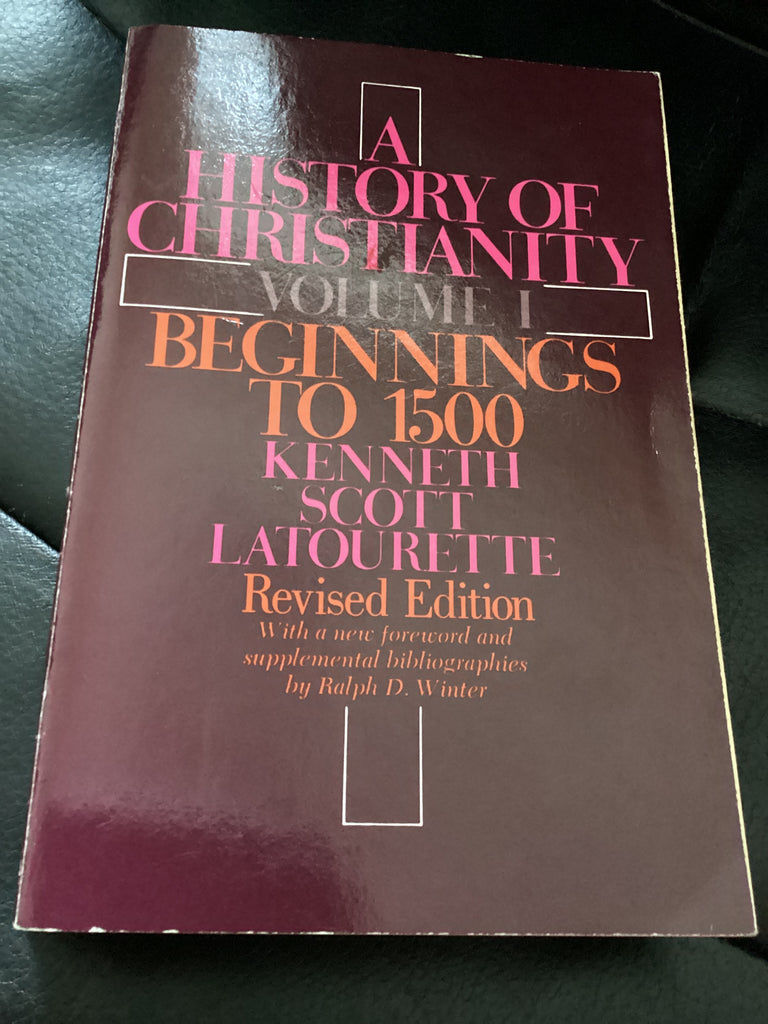 A
HISTORY OF
CHRISTIANITY
VOLUME I
BEGINNINGS
TO 1500
KENNETH
SCOTT
LATOURETTE
Revised Edition
With a new foreword and
supplemental bibliographies
by Ralph D. Winter